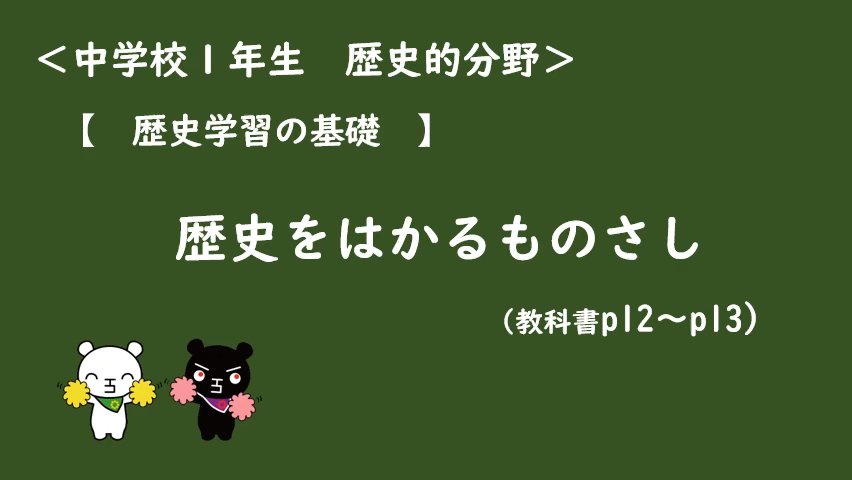 ＜中学校１年生　歴史的分野＞
【　歴史学習の基礎　】
歴史をはかるものさし
（教科書p12～p13）